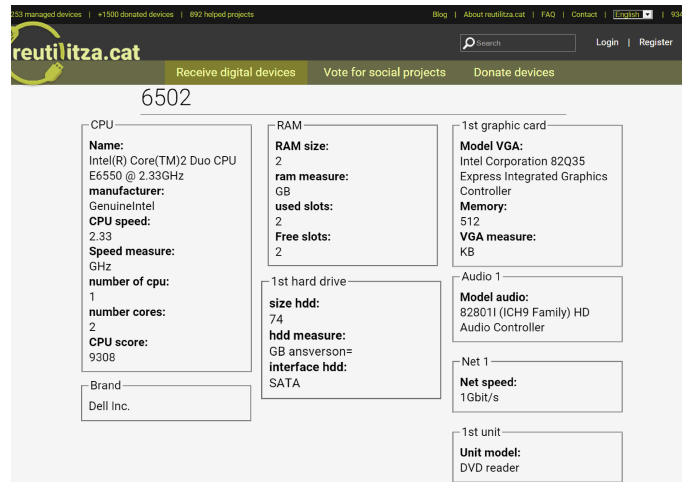 253 managed devices | +1500 donated devices | 892 helped projects
Blog | About reutilitza.cat | FAQ | Contact | English | 934
reutilitza.cat
Search
Login | Register
Receive digital devices Vote for social projects Donate devices
6502
CPU
Name:
Intel(R) Core(TM)2 Duo CPU
E6550 @ 2.33GHz
manufacturer:
GenuineIntel
CPU speed:
2.33
Speed measure:
GHz
number of cpu:
1
number cores:
2
CPU score:
9308
Brand
Dell Inc.
RAM
RAM size:
2
ram measure:
GB
used slots:
2
Free slots:
2
1st hard drive
size hdd:
74
hdd measure:
GB ansverson=
interface hdd:
SATA
1st graphic card
Model VGA:
Intel Corporation 82Q35
Express Integrated Graphics
Controller
Memory:
512
VGA measure:
KB
Audio 1
Model audio:
82801I (ICH9 Family) HD
Audio Controller
Net 1
Net speed:
1Gbit/s
1st unit
Unit model:
DVD reader